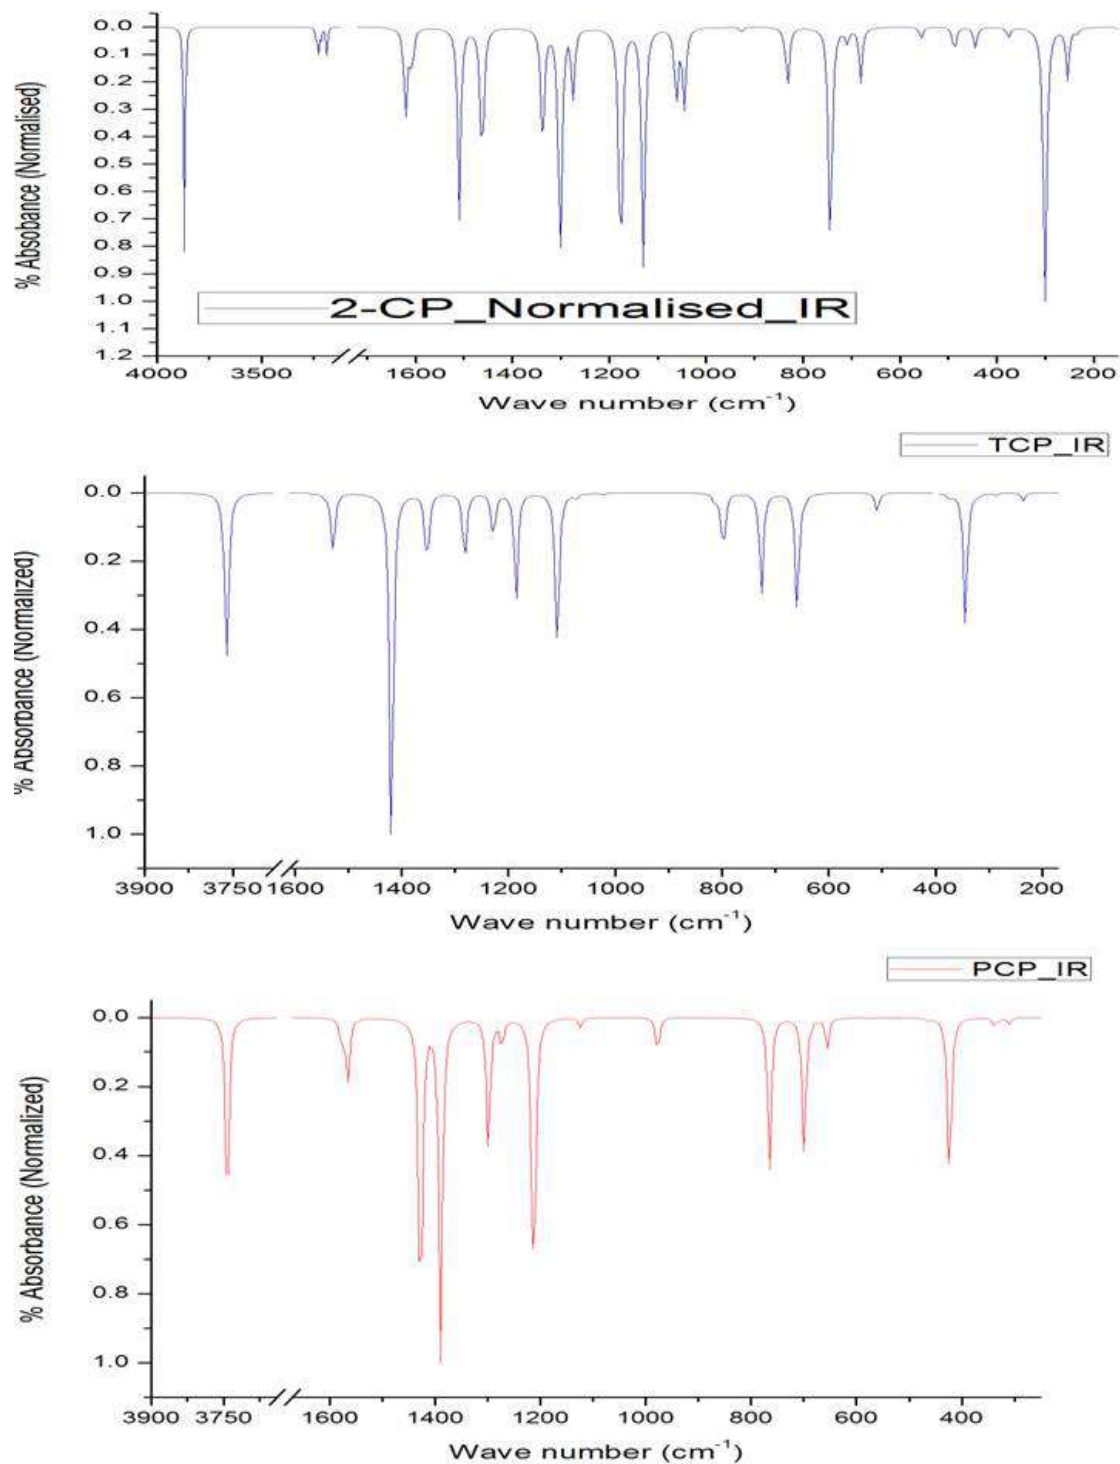 0.0
0.1
0.2
0.3
0.4
0.5
0.6
0.7
0.8
0.9
1.0
1.1
1.2
% Absobance (Normalised)
2-CP_Normalised_IR
4000 3500 1600 1400 1200 1000 800 600 400 200
Wave number (cm-1)
TCP_IR
0.0
0.2
0.4
0.6
0.8
1.0
% Absorbance (Normalized)
3900 3750 1600 1400 1200 1000 800 600 400 200
Wave number (cm-1)
PCP_IR
0.0
0.2
0.4
0.6
0.8
1.0
% Absorbance (Normalized)
3900 3750 1600 1400 1200 1000 800 600 400
Wave number (cm-1)